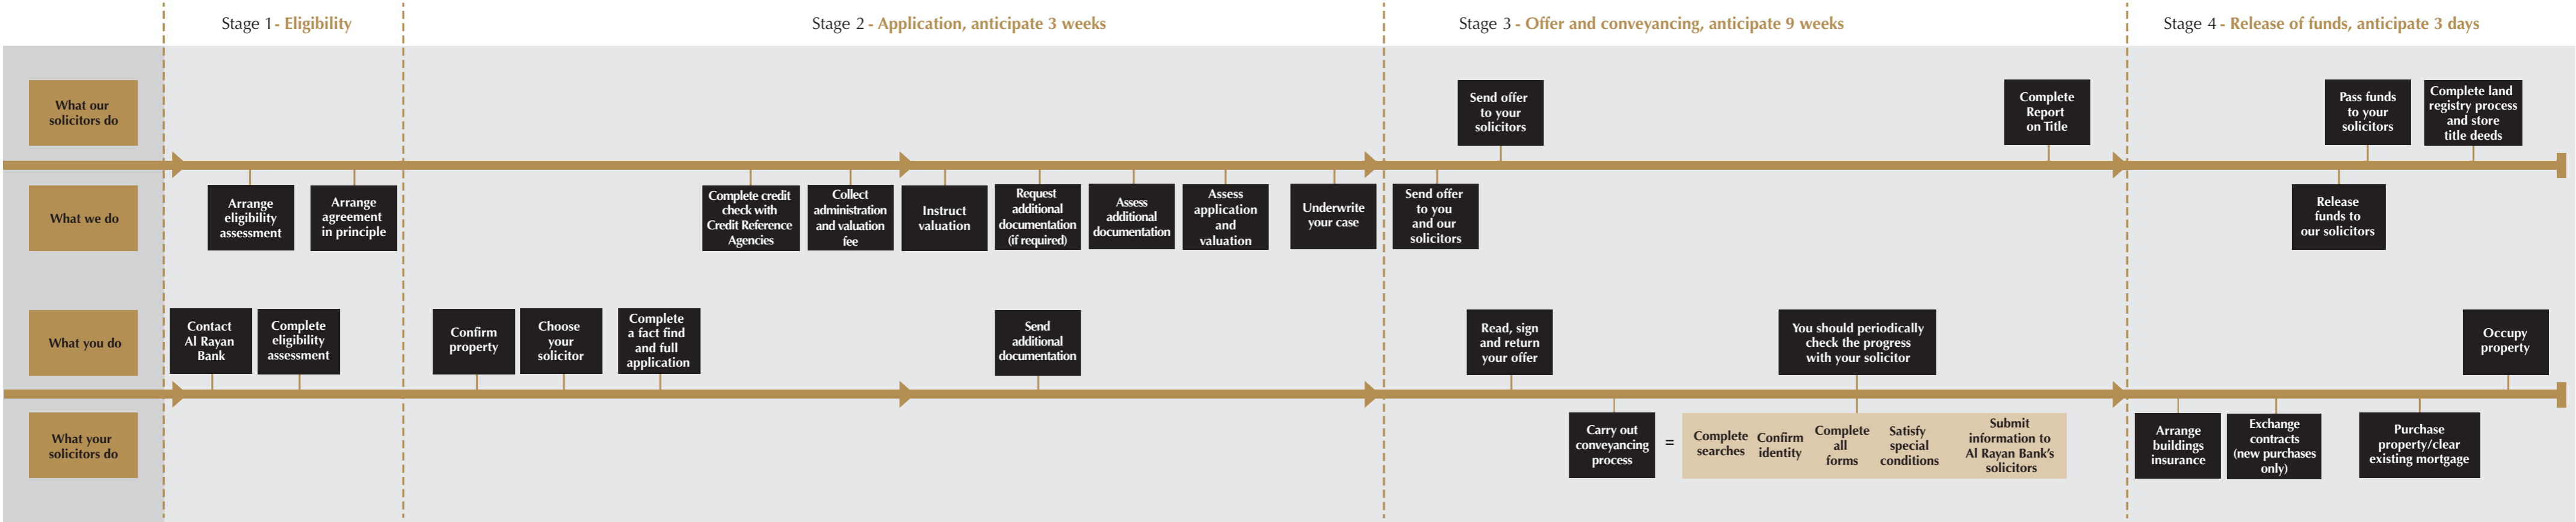 Stage 1 - Eligibility
Stage 2 - Application, anticipate 3 weeks
Stage 3 - Offer and conveyancing, anticipate 9 weeks
Stage 4 - Release of funds, anticipate 3 days
What our
solicitors do
Send offer
to your
solicitors
Complete
Report
on Title
Pass funds
to your
solicitors
Complete land
registry process
and store
title deeds
What we do
Arrange
eligibility
assessment
Arrange
agreement
in principle
Complete credit
check with
Credit Reference
Agencies
Collect
administration
and valuation
fee
Instruct
valuation
Request
additional
documentation
(if required)
Assess
additional
documentation
Assess
application
and
valuation
Underwrite
your case
Send offer
to you
and our
solicitors
Release
funds to
our solicitors
What you do
Contact
Al Rayan
Bank
Complete
eligibility
assessment
Confirm
property
Choose
your
solicitor
Complete
a fact find
and full
application
Send
additional
documentation
Read, sign
and return
your offer
You should periodically
check the progress
with your solicitor
Occupy
property
What your
solicitors do
Carry out
conveyancing
process
=
Complete
searches
Confirm
identity
Complete
all
forms
Satisfy
special
conditions
Submit
information to
Al Rayan Bank's
solicitors
Arrange
buildings
insurance
Exchange
contracts
(new purchases
only)
Purchase
property/clear
existing mortgage